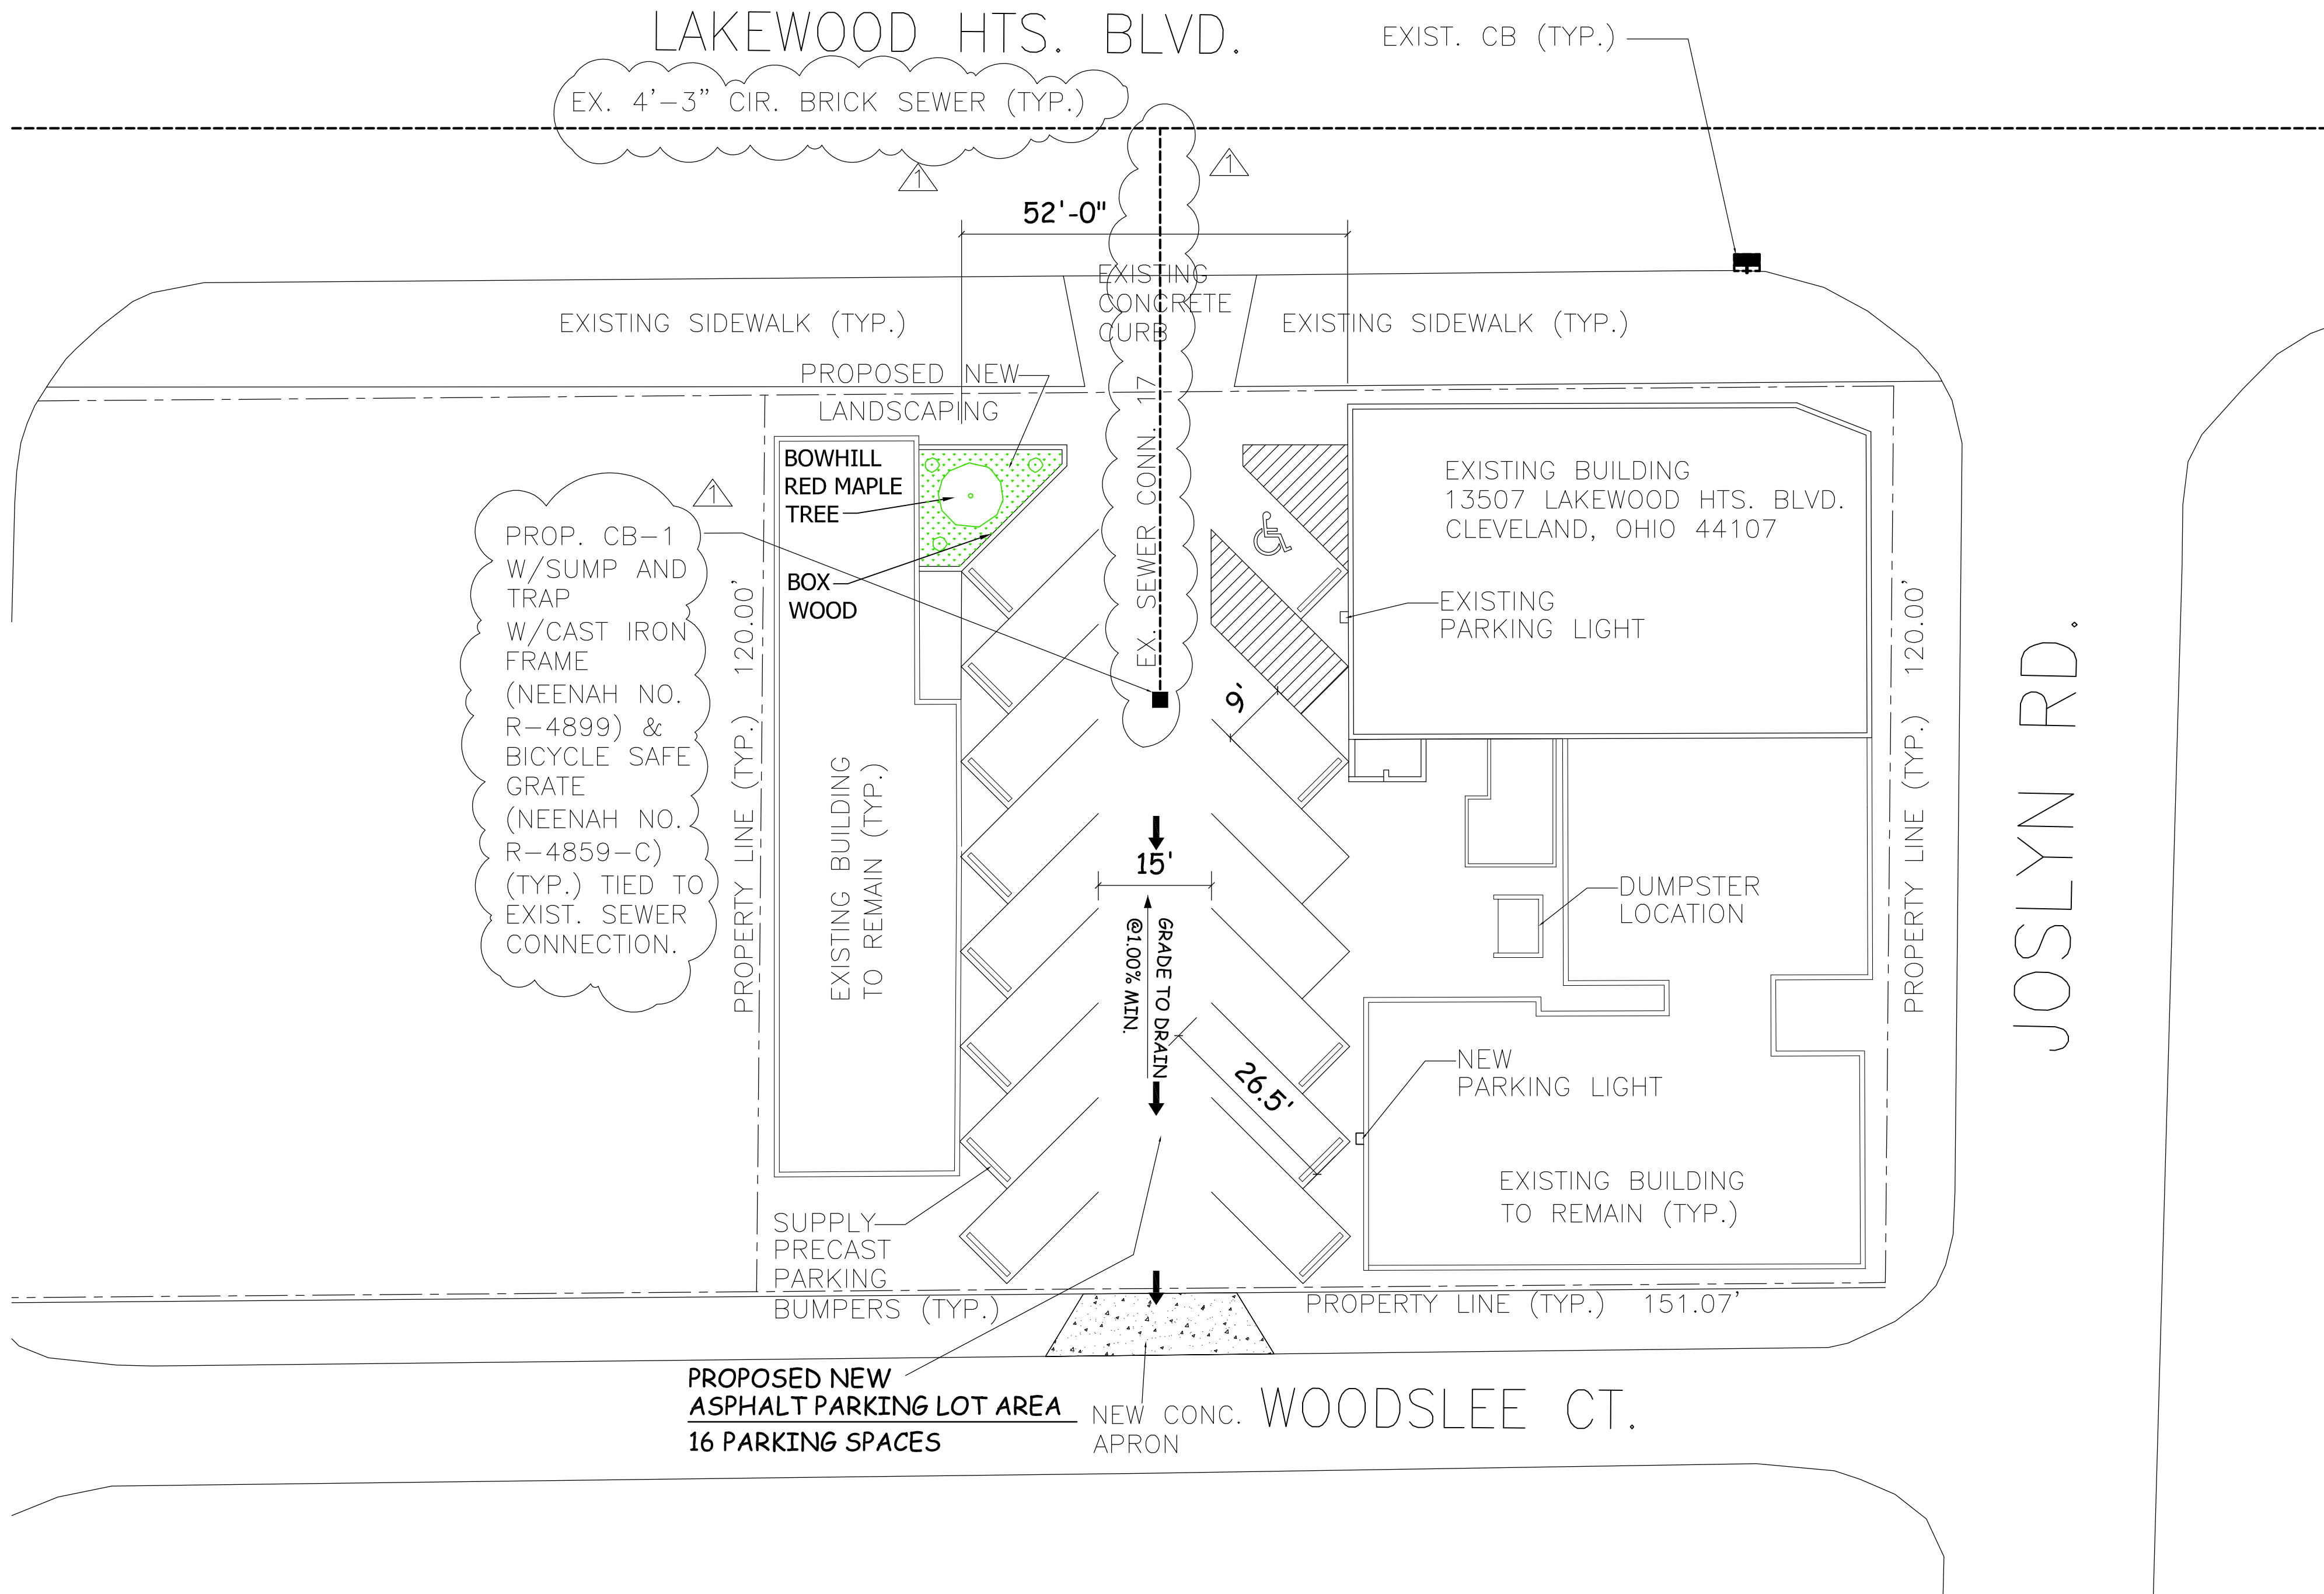 LAKEWOOD HTS. BLVD.
EXIST. CB (TYP.)
EX. 4'-3" CIR. BRICK SEWER (TYP.)
1
1
52'-0"
EXISTING
CONCRETE
CURB
EXISTING SIDEWALK (TYP.)
EXISTING SIDEWALK (TYP.)
PROPOSED NEW
LANDSCAPING
EX. SEWER CONN. 17
BOWHILL
RED MAPLE
TREE
BOX
WOOD
EXISTING BUILDING
13507 LAKEWOOD HTS. BLVD.
CLEVELAND, OHIO 44107
EXISTING
PARKING LIGHT
1
PROP. CB-1
W/SUMP AND
TRAP
W/CAST IRON
FRAME
(NEENAH NO.
R-4899) &
BICYCLE SAFE
GRATE
(NEENAH NO.
R-4859-C)
(TYP.) TIED TO
EXIST. SEWER
CONNECTION.
PROPERTY LINE (TYP.) 120.00'
EXISTING BUILDING
TO REMAIN (TYP.)
9'
15'
GRADE TO DRAIN
@1.00% MIN.
26.5'
DUMPSTER
LOCATION
NEW
PARKING LIGHT
EXISTING BUILDING
TO REMAIN (TYP.)
PROPERTY LINE (TYP.) 120.00'
JOSLYN RD.
SUPPLY
PRECAST
PARKING
BUMPERS (TYP.)
PROPERTY LINE (TYP.) 151.07'
PROPOSED NEW
ASPHALT PARKING LOT AREA
16 PARKING SPACES
NEW CONC.
APRON
WOODSLEE CT.